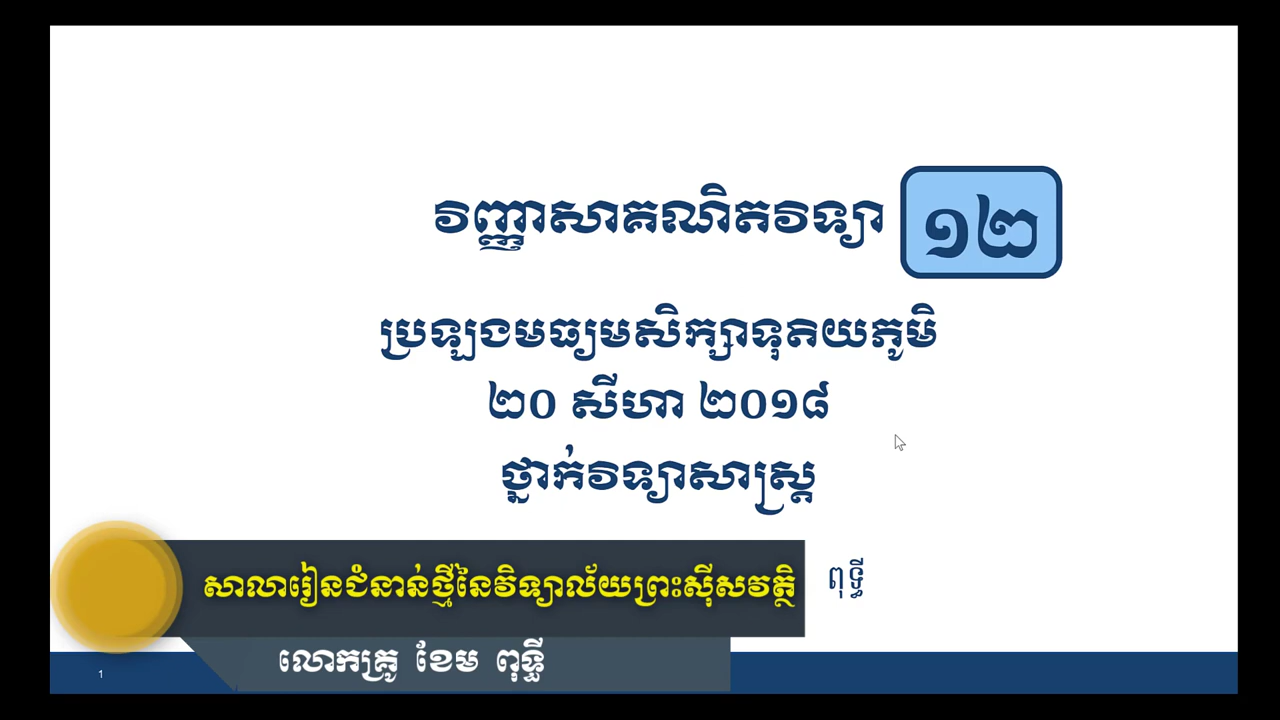 វិញ្ញាសាគណិតវិទ្យា ១២
ប្រឡងមធ្យមសិក្សាទុតិយភូមិ
២០ សីហា ២០១៨
ថ្នាក់វិទ្យាសាស្ត្រ
ពុទ្ធី
សាលារៀនជំនាន់ថ្មីនៃវិទ្យាល័យព្រះស៊ីសវត្ថិ
លោកគ្រូ ខែម ពុទ្ធី
1